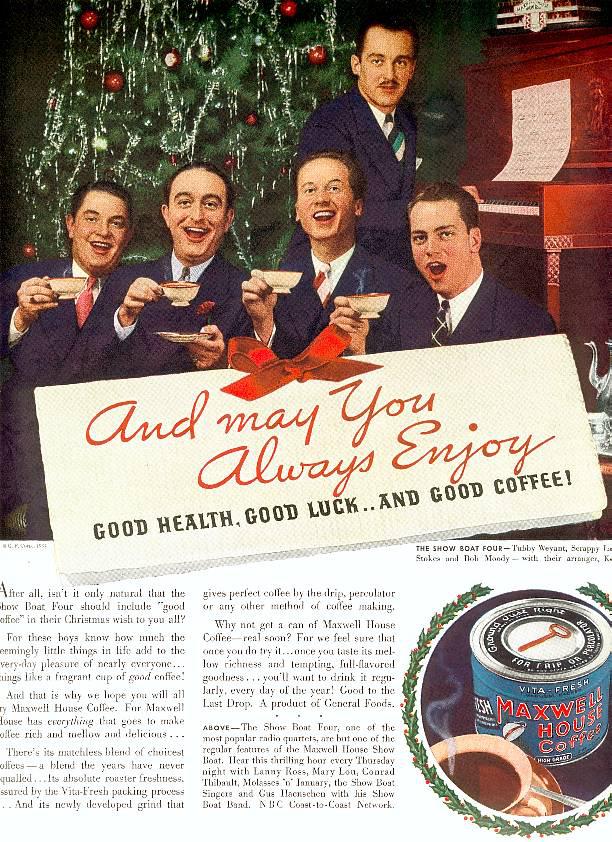 And may You
Always Enjoy
GOOD HEALTH, GOOD LUCK .. AND GOOD COFFEE!
THE SHOW BOAT FOUR—Tubby Weyant, Scrappy
Stokes and Bob Moody—with their arranger,
After all, isn't it only natural that the
Show Boat Four should include "good
coffee" in their Christmas wish to you all?
For these boys know how much the
seemingly little things in life add to the
every-day pleasure of nearly everyone...
things like a fragrant cup of good coffee!
And that is why we hope you will all
try Maxwell House Coffee. For Maxwell
House has everything that goes to make
coffee rich and mellow and delicious...
There's its matchless blend of choicest
coffees—a blend the years have never
equalled...Its absolute roaster freshness,
assured by the Vita-Fresh packing process
...And its newly developed grind that
gives perfect coffee by the drip, percolator
or any other method of coffee making.
Why not get a can of Maxwell House
Coffee—real soon? For we feel sure that
once you do try it...once you taste its mel-
low richness and tempting, full-flavored
goodness...you'll want to drink it regu-
larly, every day of the year! Good to the
Last Drop. A product of General Foods.
ABOVE—The Show Boat Four, one of the
most popular radio quartets, are but one of the
regular features of the Maxwell House Show
Boat. Hear this thrilling hour every Thursday
night with Lanny Ross, Mary Lou, Conrad
Thibault, Molasses 'n' January, the Show Boat
Singers and Gus Haenschen with his Show
Boat Band. NBC Coast-to-Coast Network.
Ground Just Right
FOR DRIP OR PERCOLATOR
VITA-FRESH
MAXWELL
HOUSE
Coffee
HIGH GRADE